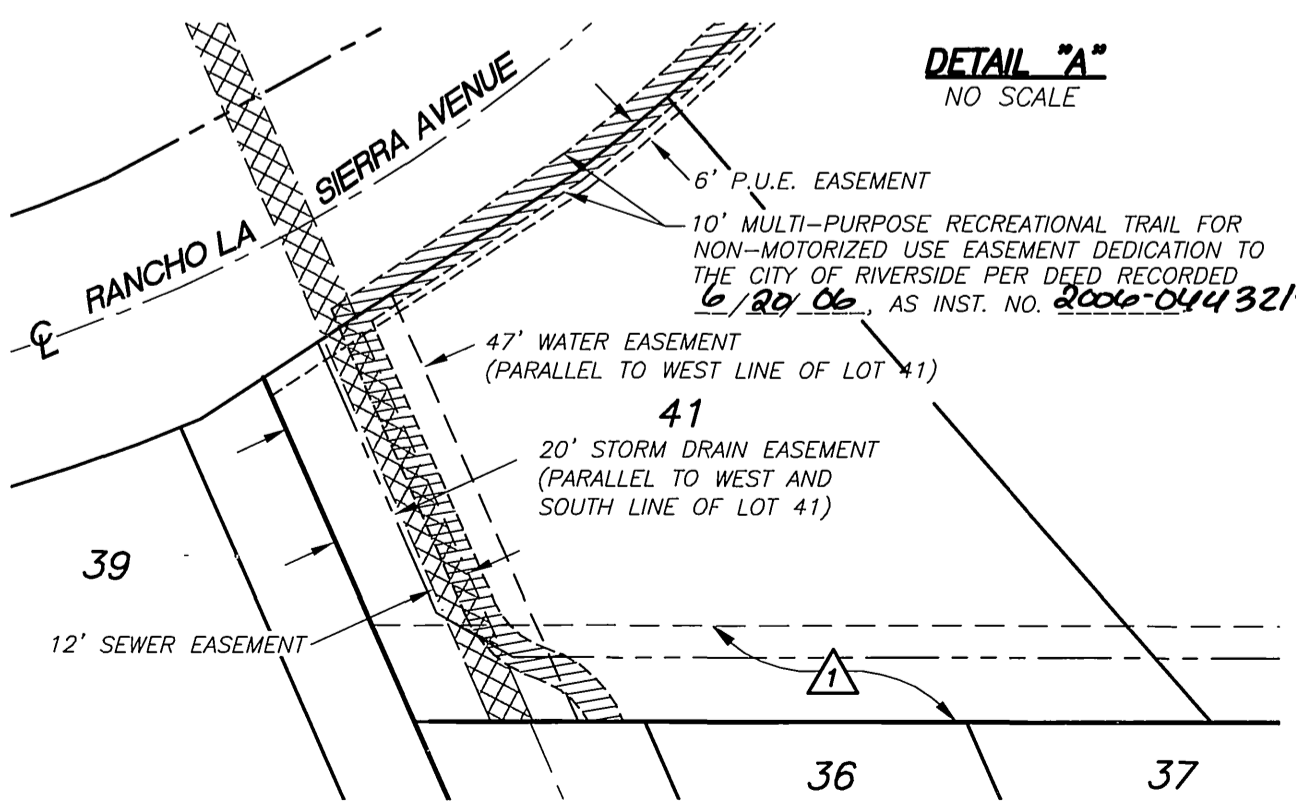 DETAIL "A"
NO SCALE
RANCHO LA SIERRA AVENUE
℄
6' P.U.E. EASEMENT
10' MULTI-PURPOSE RECREATIONAL TRAIL FOR
NON-MOTORIZED USE EASEMENT DEDICATION TO
THE CITY OF RIVERSIDE PER DEED RECORDED
6/20/06, AS INST. NO. 2006-0443214
47' WATER EASEMENT
(PARALLEL TO WEST LINE OF LOT 41)
41
20' STORM DRAIN EASEMENT
(PARALLEL TO WEST AND
SOUTH LINE OF LOT 41)
39
12' SEWER EASEMENT
1
36
37